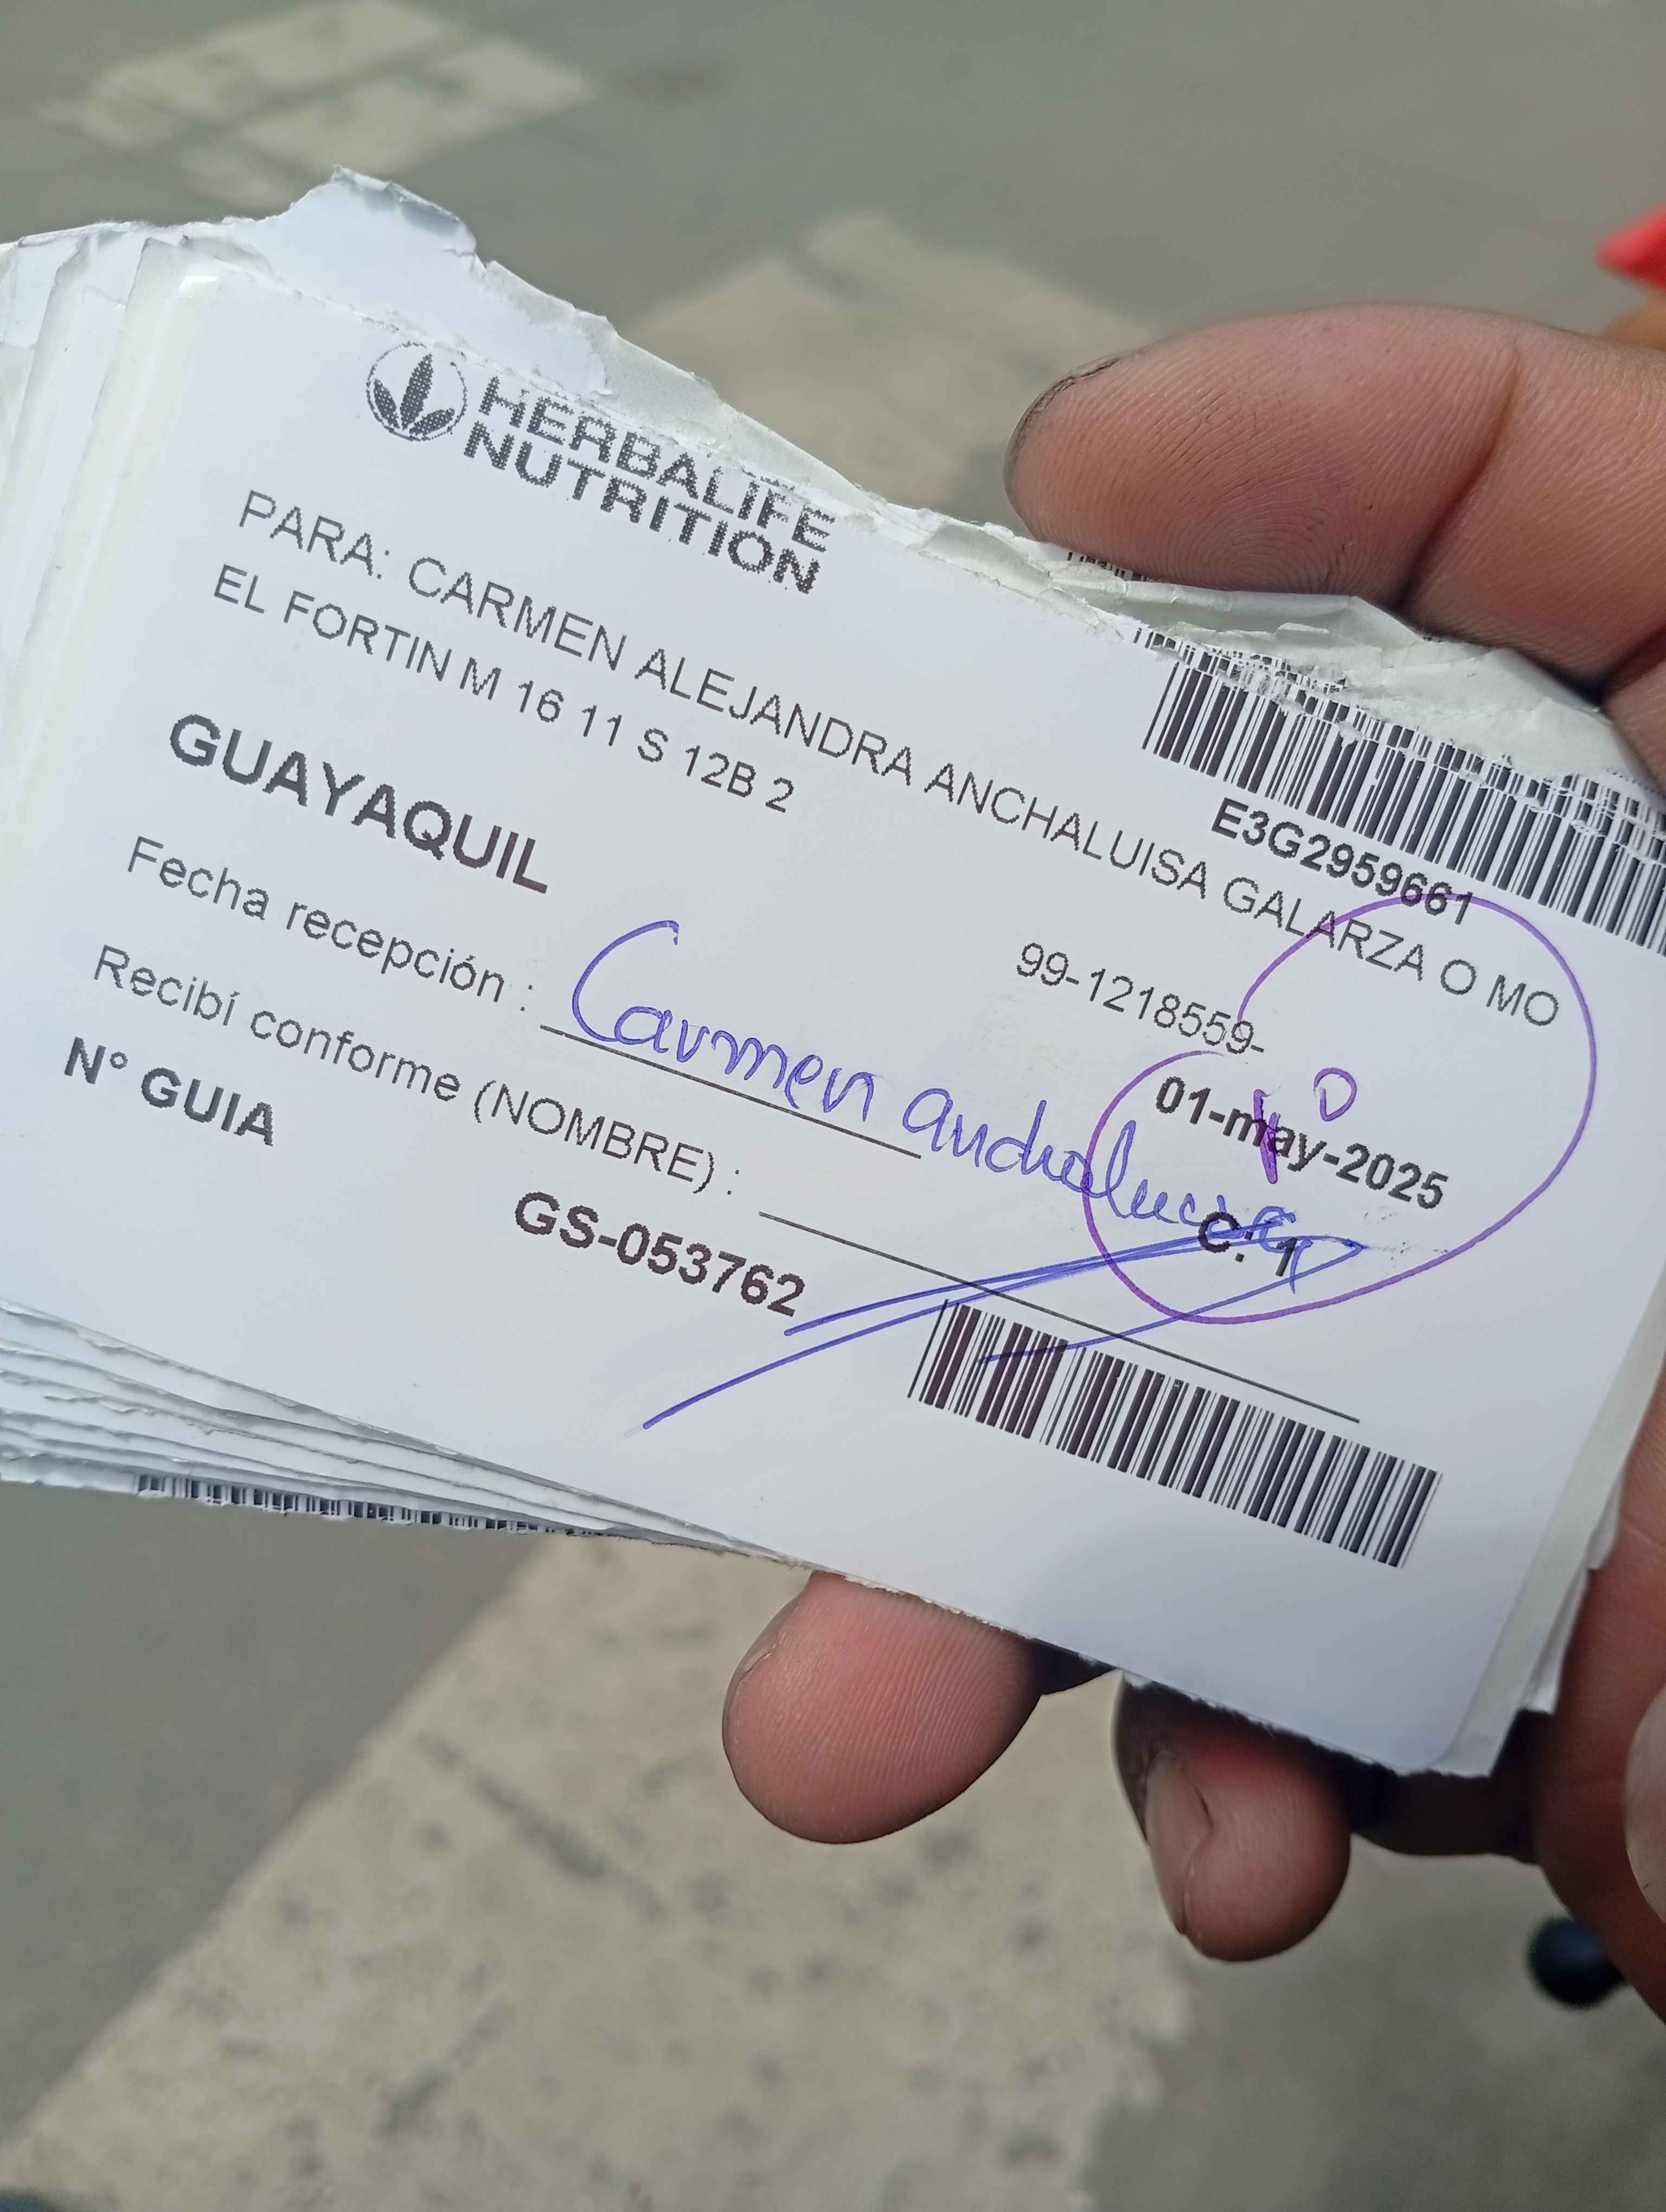 HERBALIFE
NUTRITION
E3G2959661
PARA: CARMEN ALEJANDRA ANCHALUISA GALARZA O MO
EL FORTIN M 16 11 S 12B 2
99-1218559-
GUAYAQUIL
01-may-2025
Fecha recepción :
Carmen
C: 1
Recibí conforme (NOMBRE) :
N° GUIA
GS-053762